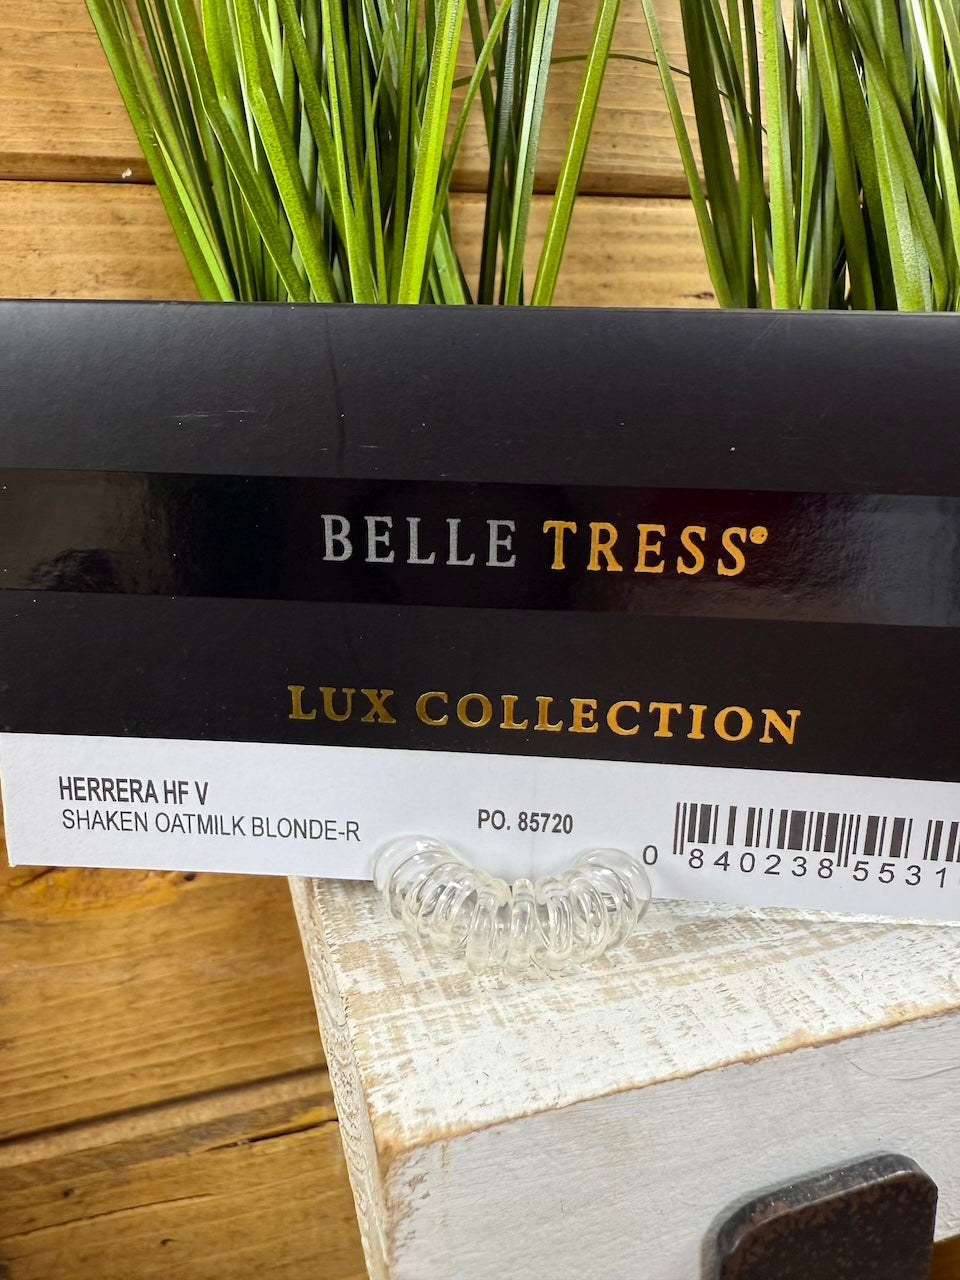 BELLE TRESS®
LUX COLLECTION
HERRERA HF V
SHAKEN OATMILK BLONDE-R
PO. 85720
0 840238 5531